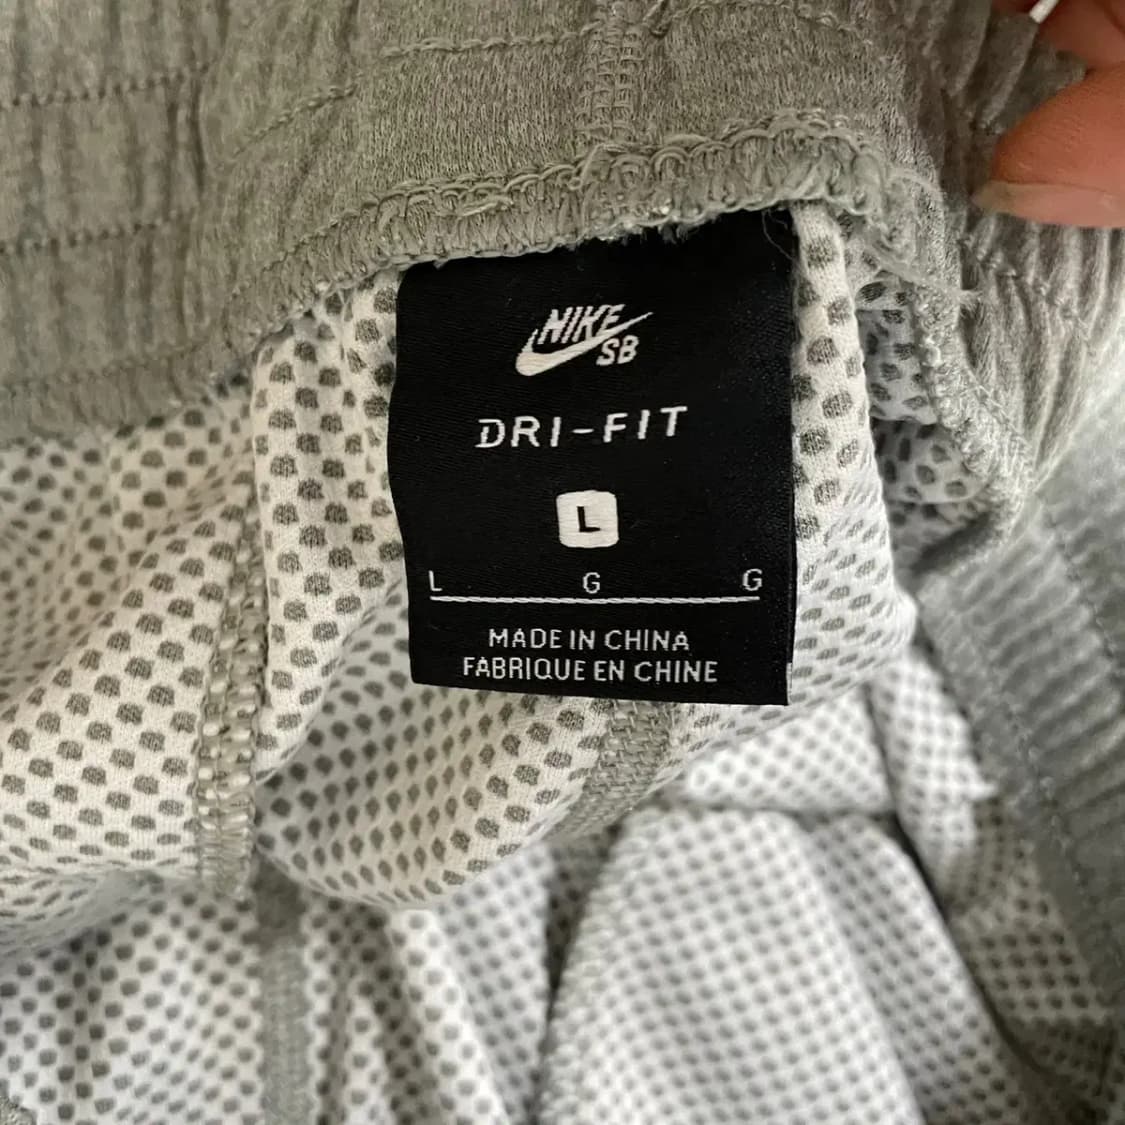 NIKE
SB
DRI-FIT
L
L G G
MADE IN CHINA
FABRIQUE EN CHINE